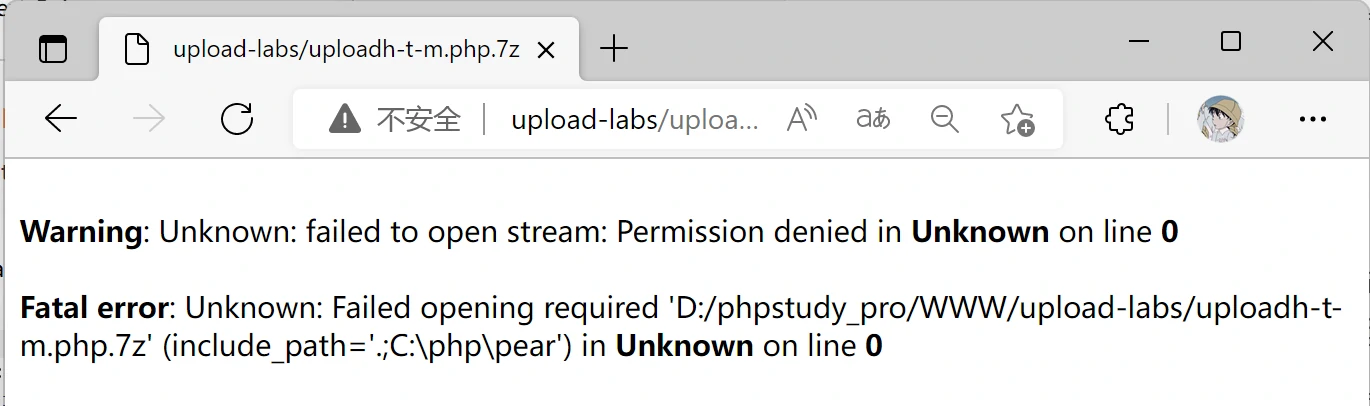 upload-labs/uploadh-t-m.php.7z
不安全 upload-labs/uploa... A aあ
Warning: Unknown: failed to open stream: Permission denied in Unknown on line 0
Fatal error: Unknown: Failed opening required 'D:/phpstudy_pro/WWW/upload-labs/uploadh-t-
m.php.7z' (include_path='.;C:\php\pear') in Unknown on line 0